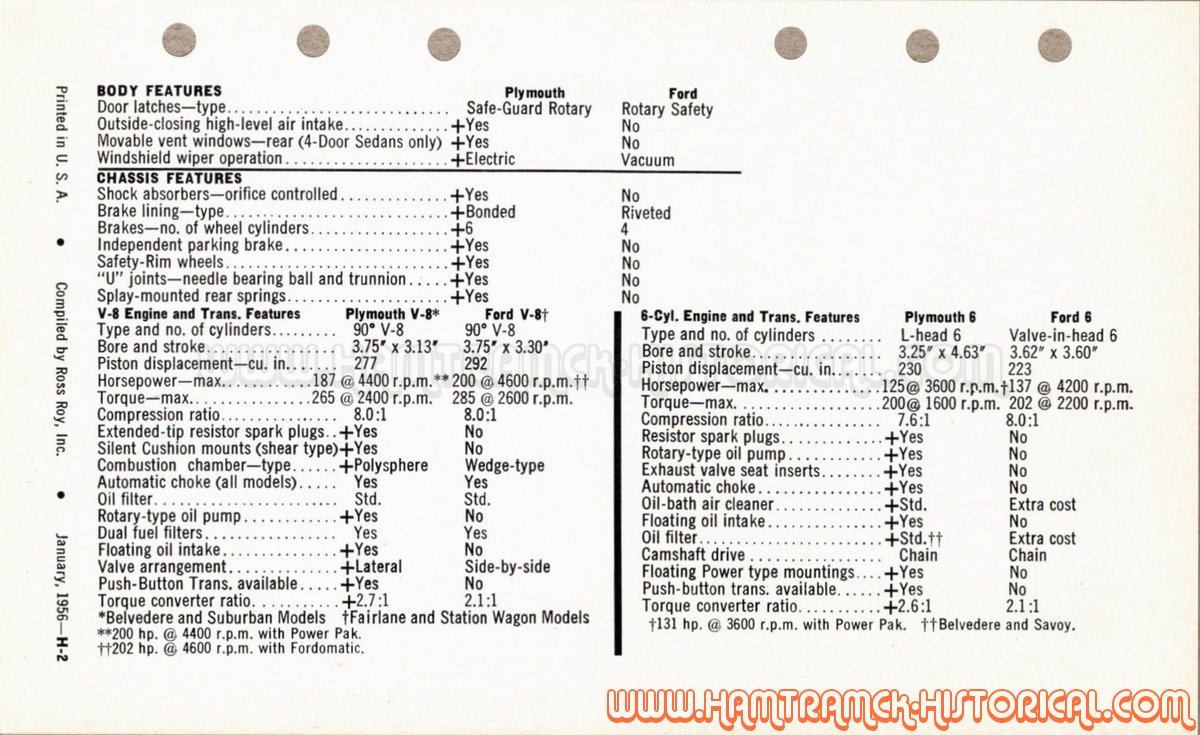 BODY FEATURES Plymouth Ford
Door latches—type.............................. Safe-Guard Rotary Rotary Safety
Outside-closing high-level air intake.............. +Yes No
Movable vent windows—rear (4-Door Sedans only) +Yes No
Windshield wiper operation...................... +Electric Vacuum
CHASSIS FEATURES
Shock absorbers—orifice controlled.............. +Yes No
Brake lining—type.............................. +Bonded Riveted
Brakes—no. of wheel cylinders.................. +6 4
Independent parking brake...................... +Yes No
Safety-Rim wheels.............................. +Yes No
"U" joints—needle bearing ball and trunnion..... +Yes No
Splay-mounted rear springs...................... +Yes No
V-8 Engine and Trans. Features Plymouth V-8* Ford V-8†
Type and no. of cylinders......... 90° V-8 90° V-8
Bore and stroke.................. 3.75″ x 3.13″ 3.75″ x 3.30″
Piston displacement—cu. in....... 277 292
Horsepower—max............187 @ 4400 r.p.m.** 200 @ 4600 r.p.m.††
Torque—max................265 @ 2400 r.p.m. 285 @ 2600 r.p.m.
Compression ratio................ 8.0:1 8.0:1
Extended-tip resistor spark plugs..+Yes No
Silent Cushion mounts (shear type)+Yes No
Combustion chamber—type......+Polysphere Wedge-type
Automatic choke (all models)..... Yes Yes
Oil filter......................... Std. Std.
Rotary-type oil pump............+Yes No
Dual fuel filters.................. Yes Yes
Floating oil intake...............+Yes No
Valve arrangement..............+Lateral Side-by-side
Push-Button Trans. available.....+Yes No
Torque converter ratio...........+2.7:1 2.1:1
*Belvedere and Suburban Models †Fairlane and Station Wagon Models
**200 hp. @ 4400 r.p.m. with Power Pak.
††202 hp. @ 4600 r.p.m. with Fordomatic.
6-Cyl. Engine and Trans. Features Plymouth 6 Ford 6
Type and no. of cylinders ......... L-head 6 Valve-in-head 6
Bore and stroke.................. 3.25″ x 4.63″ 3.62″ x 3.60″
Piston displacement—cu. in....... 230 223
Horsepower—max...............125 @ 3600 r.p.m.†137 @ 4200 r.p.m.
Torque—max...................200@ 1600 r.p.m. 202 @ 2200 r.p.m.
Compression ratio................ 7.6:1 8.0:1
Resistor spark plugs..............+Yes No
Rotary-type oil pump.............+Yes No
Exhaust valve seat inserts........+Yes No
Automatic choke.................+Yes No
Oil-bath air cleaner...............+Std. Extra cost
Floating oil intake................+Yes No
Oil filter.........................+Std.†† Extra cost
Camshaft drive .................. Chain Chain
Floating Power type mountings....+Yes No
Push-button trans. available.......+Yes No
Torque converter ratio............+2.6:1 2.1:1
†131 hp. @ 3600 r.p.m. with Power Pak. ††Belvedere and Savoy.
Printed in U. S. A. • Compiled by Ross Roy, Inc. • January, 1956—H-2
www.Hamtramck-Historical.com
www.Hamtramck-Historical.com